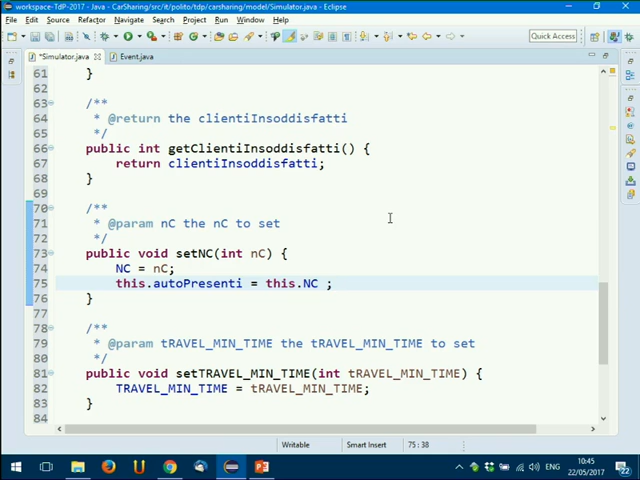 workspace-TdP-2017 - Java - CarSharing/src/it/polito/tdp/carsharing/model/Simulator.java - Eclipse
File Edit Source Refactor Navigate Search Project Run Window Help
Quick Access
*Simulator.java Event.java
61 }
62
63 /**
64 * @return the clientiInsoddisfatti
65 */
66 public int getClientiInsoddisfatti() {
67 return clientiInsoddisfatti;
68 }
69
70 /**
71 * @param nC the nC to set
72 */
73 public void setNC(int nC) {
74 NC = nC;
75 this.autoPresenti = this.NC ;
76 }
77
78 /**
79 * @param tRAVEL_MIN_TIME the tRAVEL_MIN_TIME to set
80 */
81 public void setTRAVEL_MIN_TIME(int tRAVEL_MIN_TIME) {
82 TRAVEL_MIN_TIME = tRAVEL_MIN_TIME;
83 }
84
Writable Smart Insert 75 : 38
ENG 10:45
22/05/2017 22